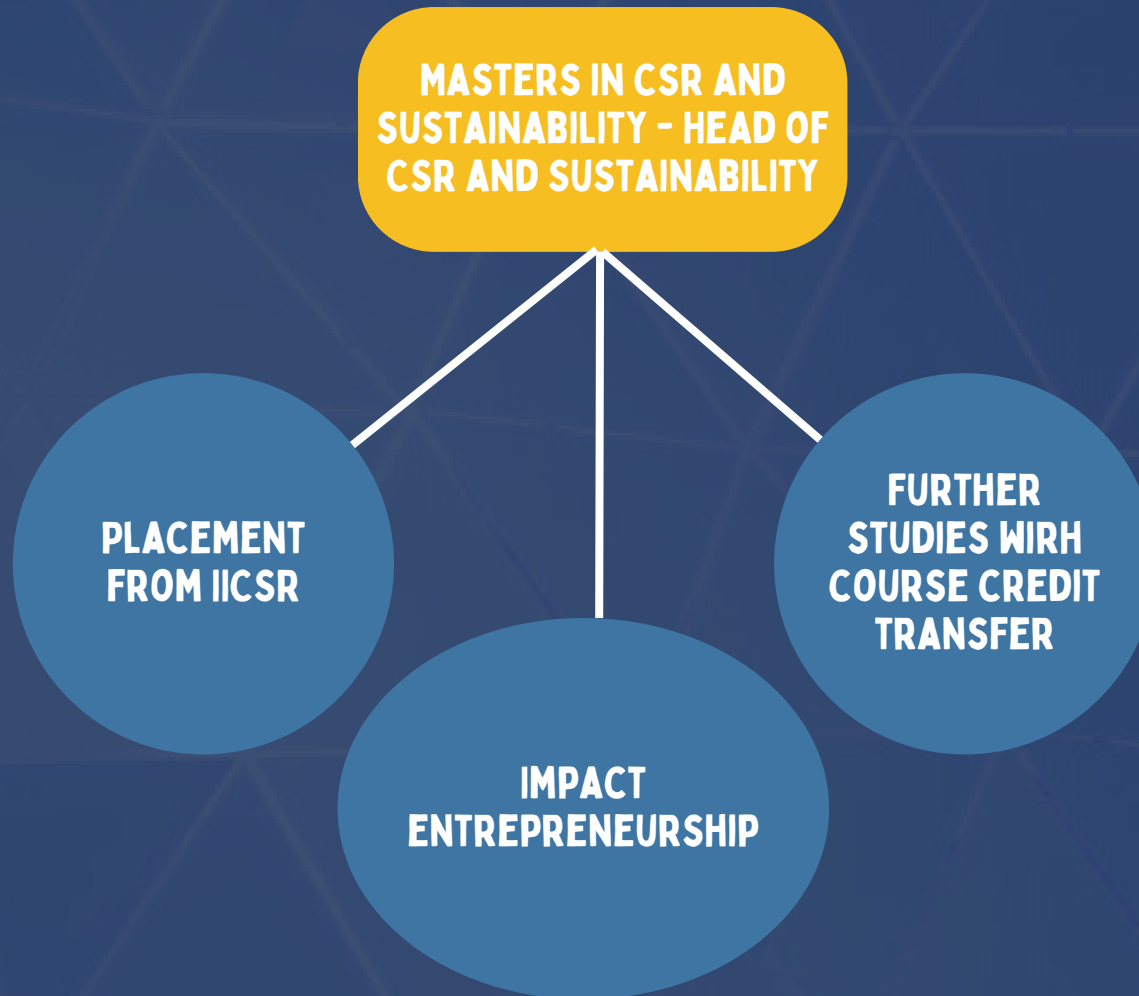 MASTERS IN CSR AND
SUSTAINABILITY - HEAD OF
CSR AND SUSTAINABILITY
PLACEMENT
FROM IICSR
FURTHER
STUDIES WIRH
COURSE CREDIT
TRANSFER
IMPACT
ENTREPRENEURSHIP